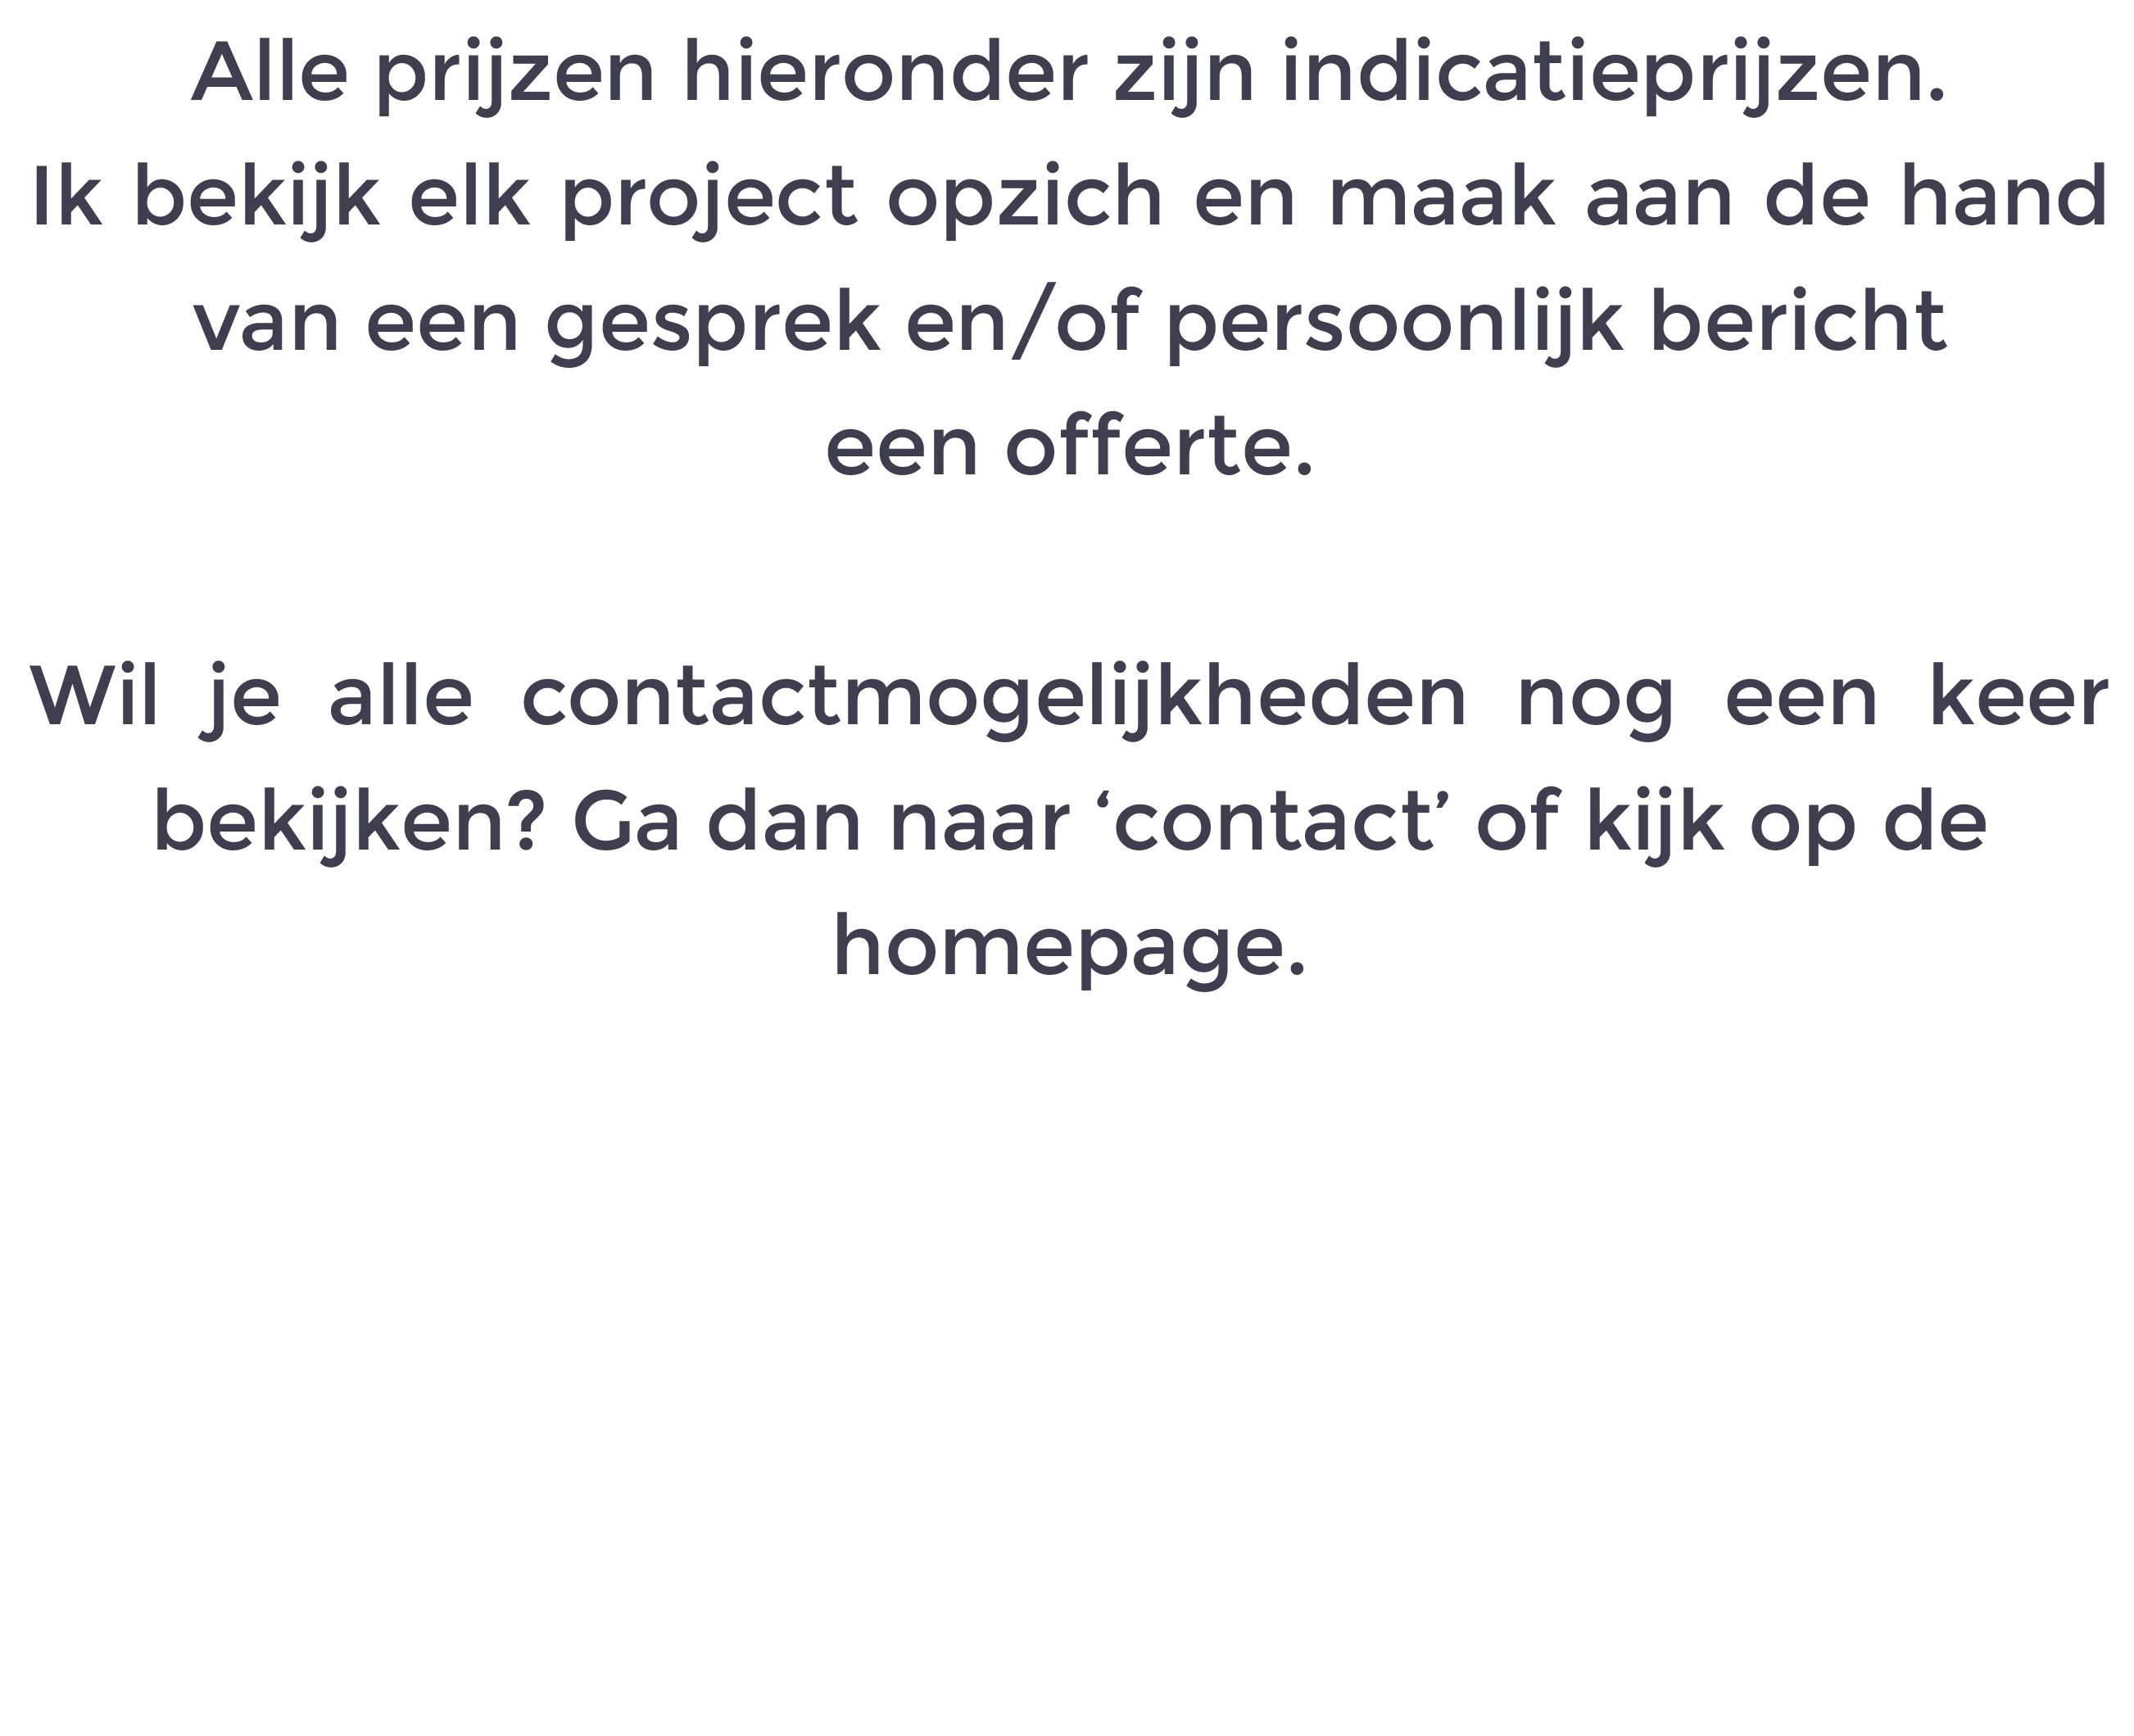 Alle prijzen hieronder zijn indicatieprijzen.
Ik bekijk elk project opzich en maak aan de hand
van een gesprek en/of persoonlijk bericht
een offerte.
Wil je alle contactmogelijkheden nog een keer
bekijken? Ga dan naar ‘contact’ of kijk op de
homepage.